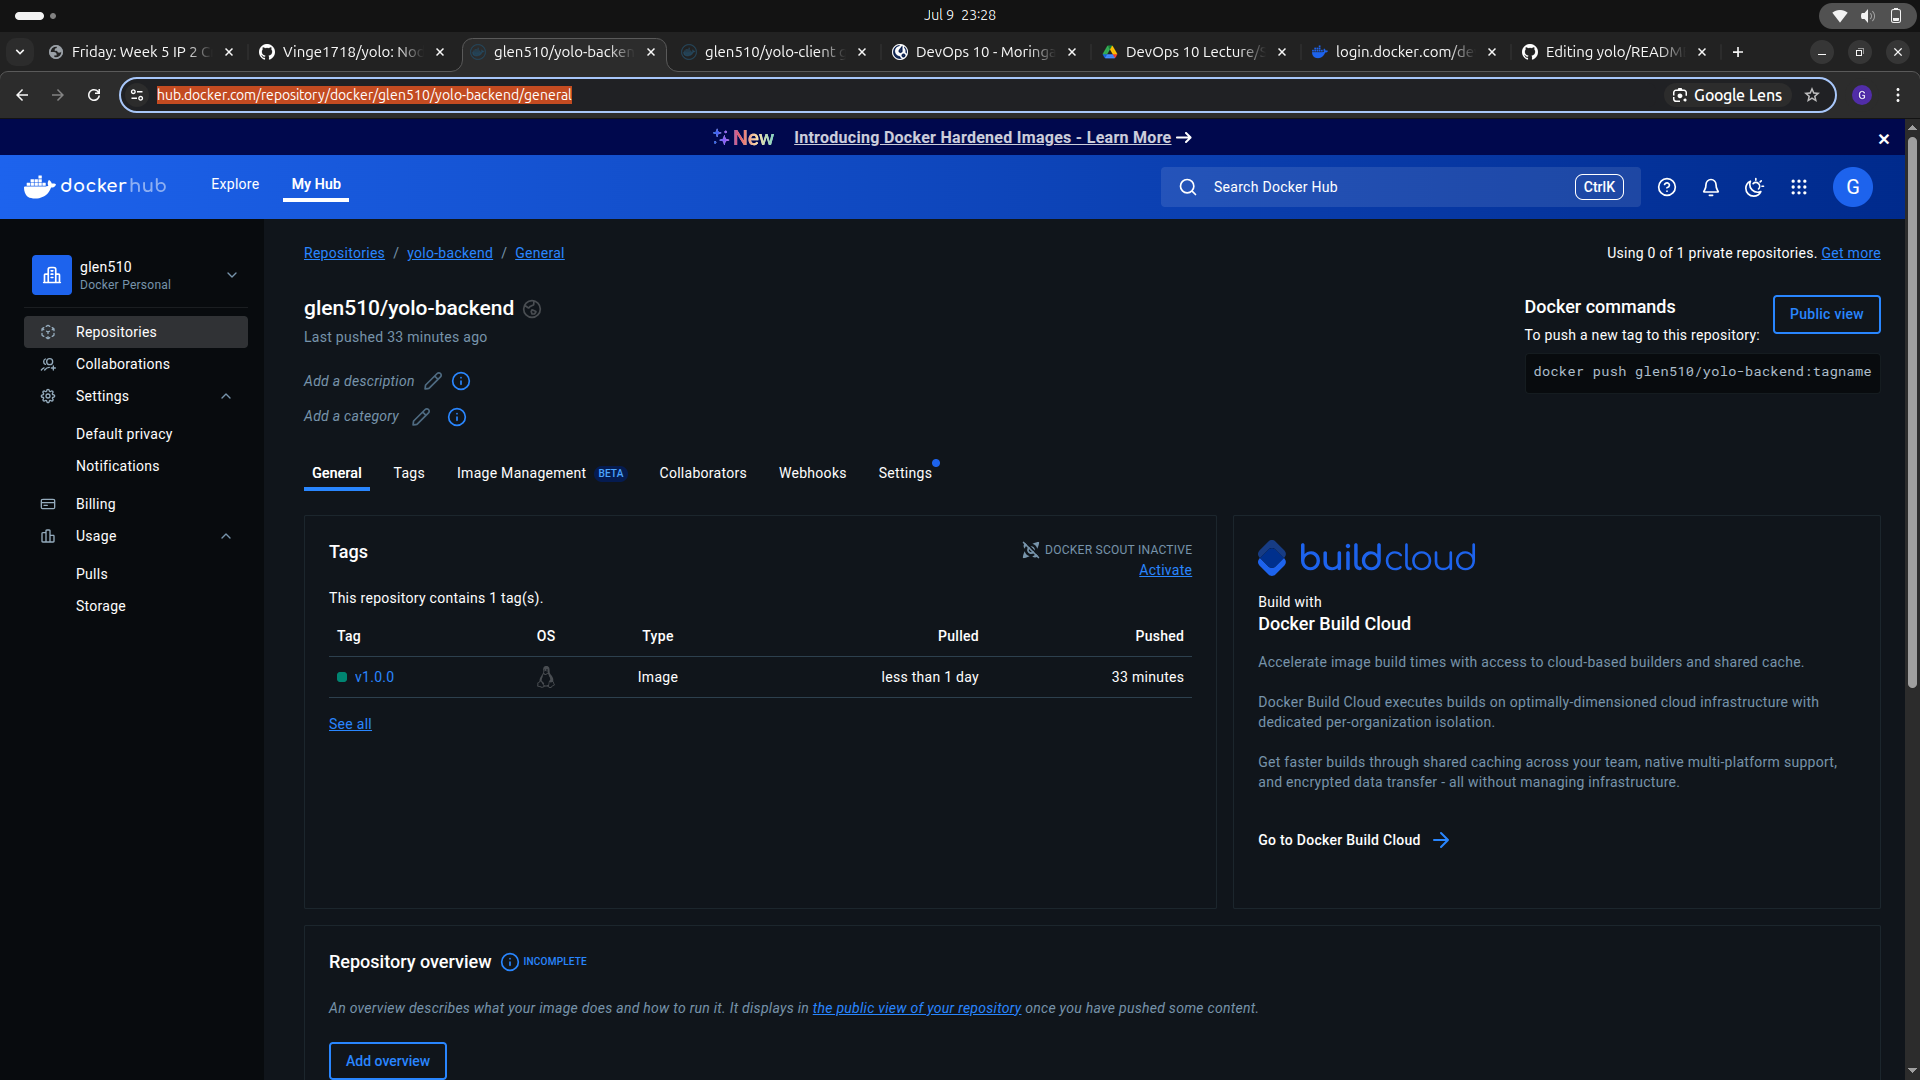 Jul 9 23:28
Friday: Week 5 IP 2 C
Vinge1718/yolo: No
glen510/yolo-backen
glen510/yolo-client g
DevOps 10 - Moringa
DevOps 10 Lecture/S
login.docker.com/de
Editing yolo/READM
hub.docker.com/repository/docker/glen510/yolo-backend/general
Google Lens
G
New Introducing Docker Hardened Images - Learn More
dockerhub
Explore
My Hub
Search Docker Hub
CtrlK
G
glen510
Docker Personal
Repositories
Collaborations
Settings
Default privacy
Notifications
Billing
Usage
Pulls
Storage
Repositories / yolo-backend / General
Using 0 of 1 private repositories. Get more
glen510/yolo-backend
Last pushed 33 minutes ago
Add a description
Add a category
Docker commands
Public view
To push a new tag to this repository:
docker push glen510/yolo-backend:tagname
General
Tags
Image Management BETA
Collaborators
Webhooks
Settings
Tags
DOCKER SCOUT INACTIVE
Activate
This repository contains 1 tag(s).
Tag OS Type Pulled Pushed
v1.0.0 Image less than 1 day 33 minutes
See all
buildcloud
Build with
Docker Build Cloud
Accelerate image build times with access to cloud-based builders and shared cache.
Docker Build Cloud executes builds on optimally-dimensioned cloud infrastructure with
dedicated per-organization isolation.
Get faster builds through shared caching across your team, native multi-platform support,
and encrypted data transfer - all without managing infrastructure.
Go to Docker Build Cloud
Repository overview INCOMPLETE
An overview describes what your image does and how to run it. It displays in the public view of your repository once you have pushed some content.
Add overview